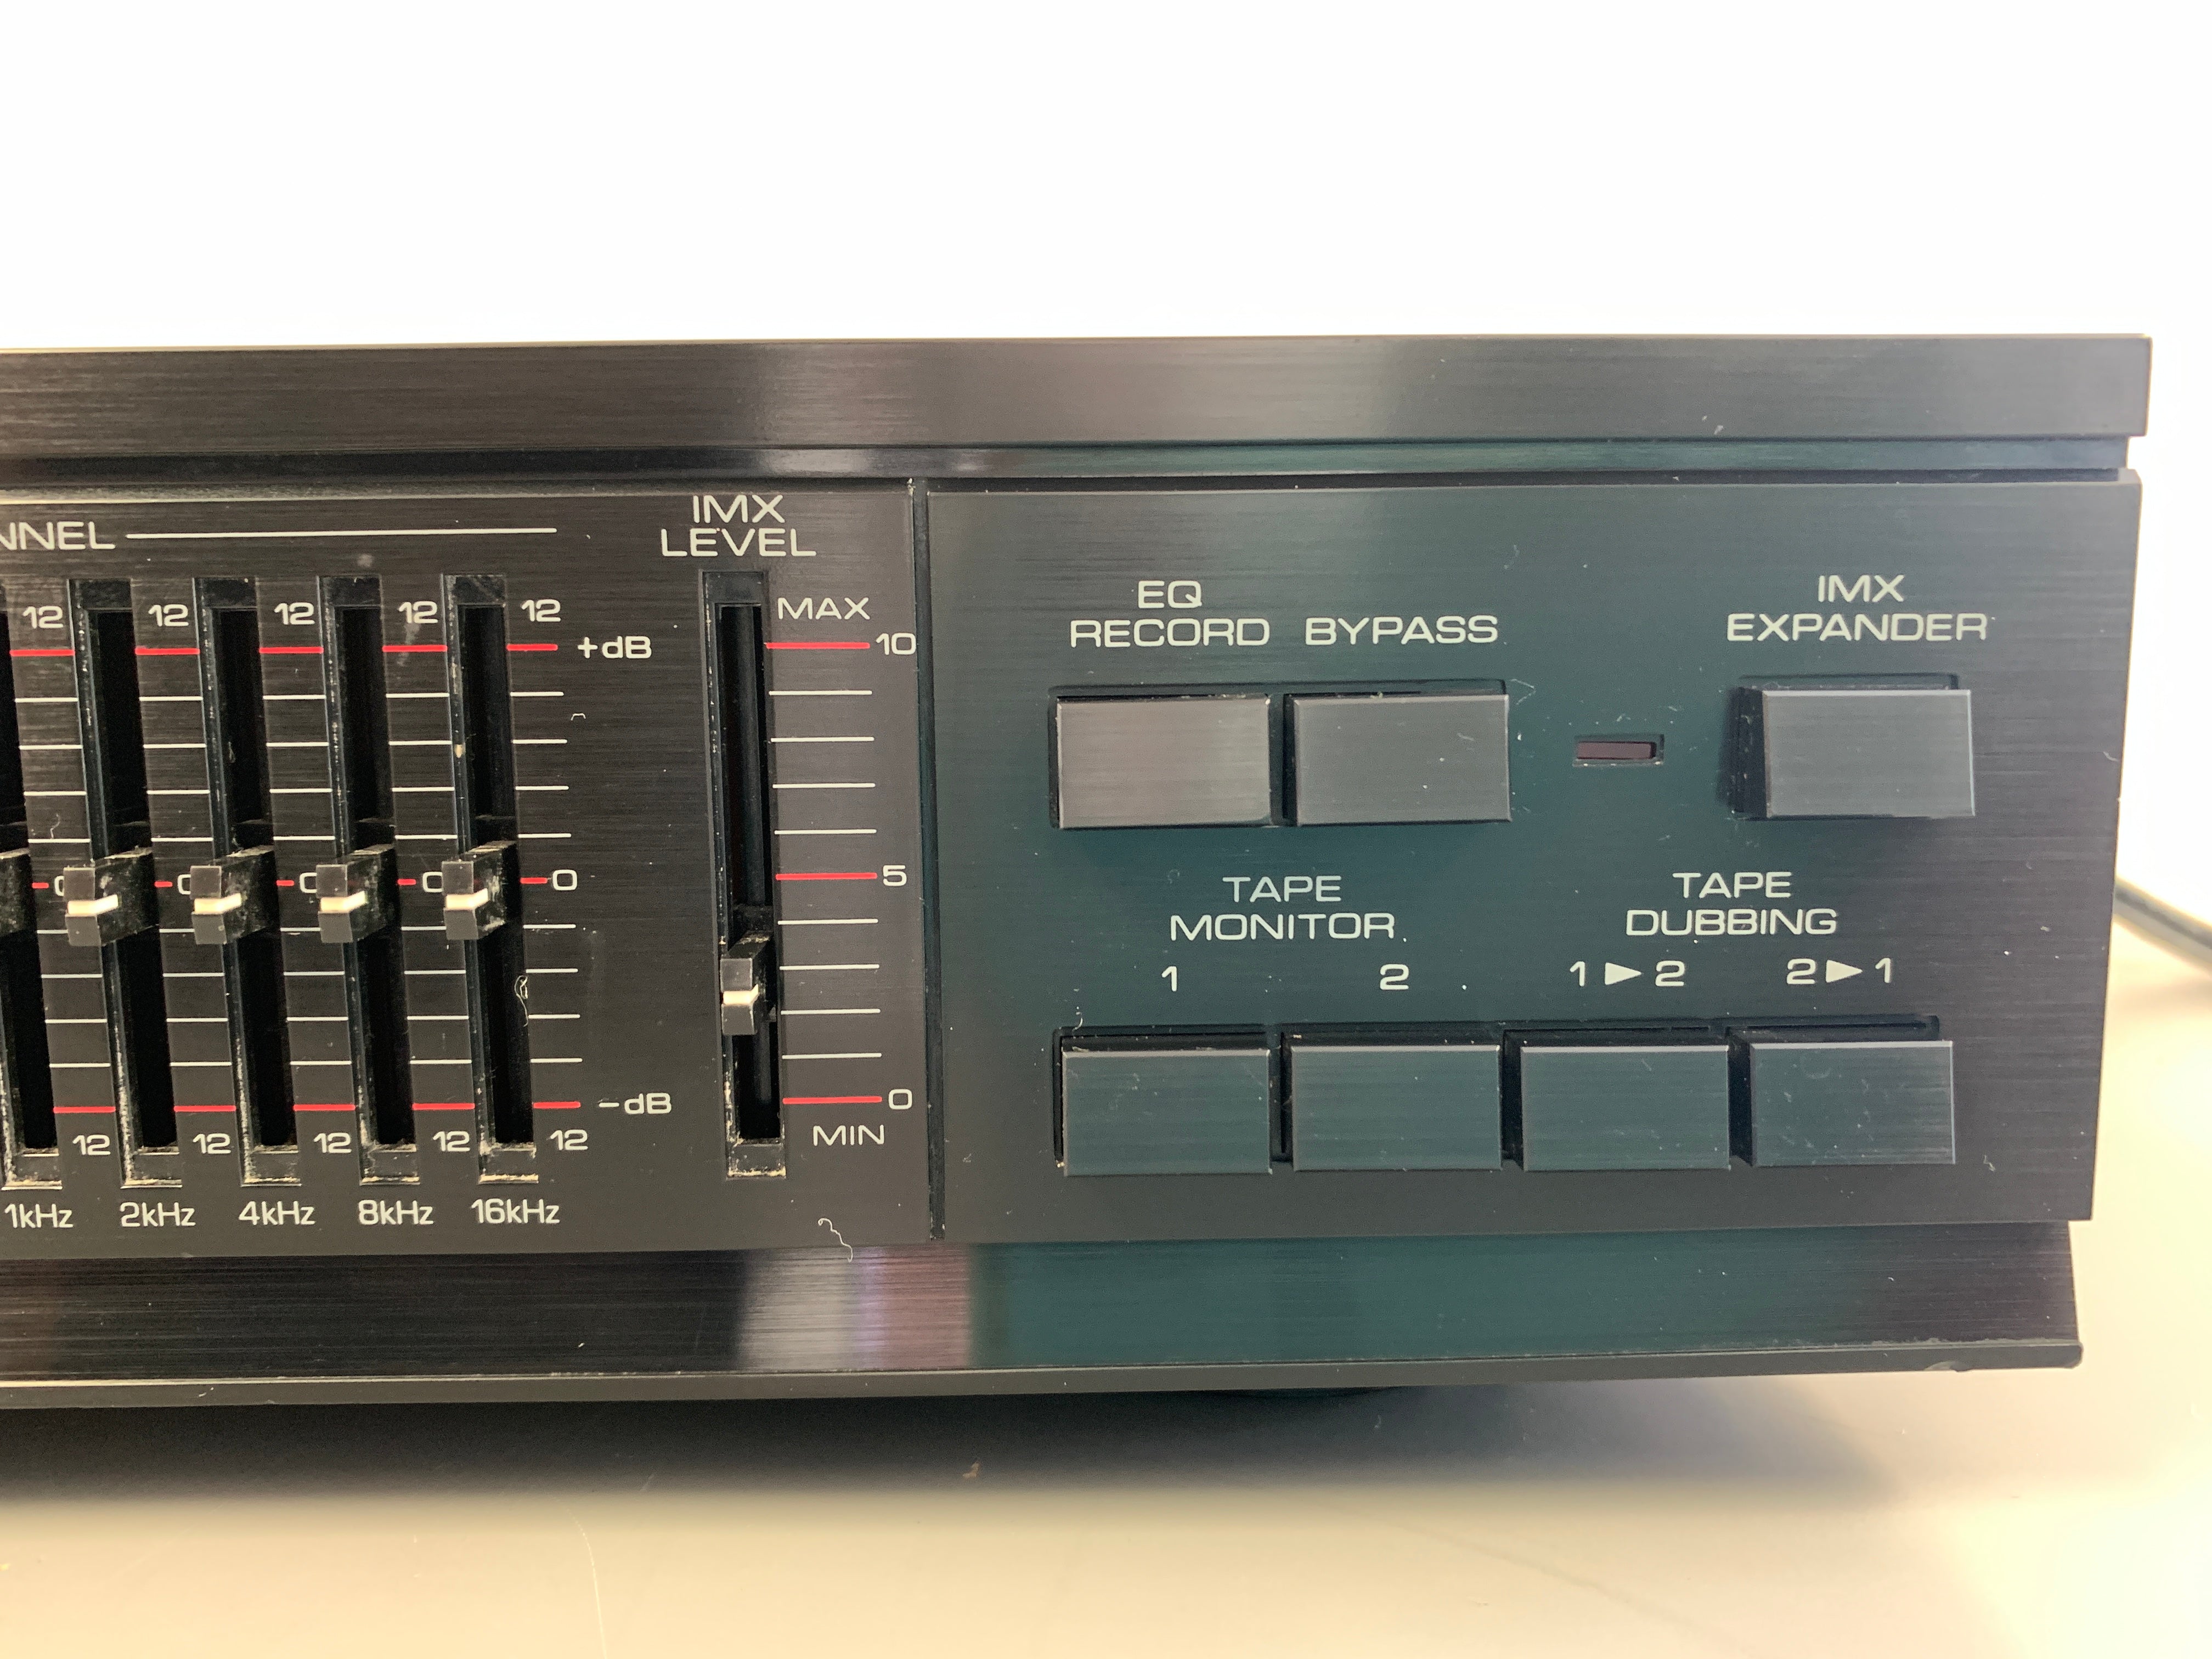 NNEL
12 12 12 12 12
+dB
0
-dB
12 12 12 12 12
1kHz 2kHz 4kHz 8kHz 16kHz
IMX
LEVEL
MAX
10
5
0
MIN
EQ
RECORD
BYPASS
IMX
EXPANDER
TAPE
MONITOR
1 2
TAPE
DUBBING
1▶2 2▶1